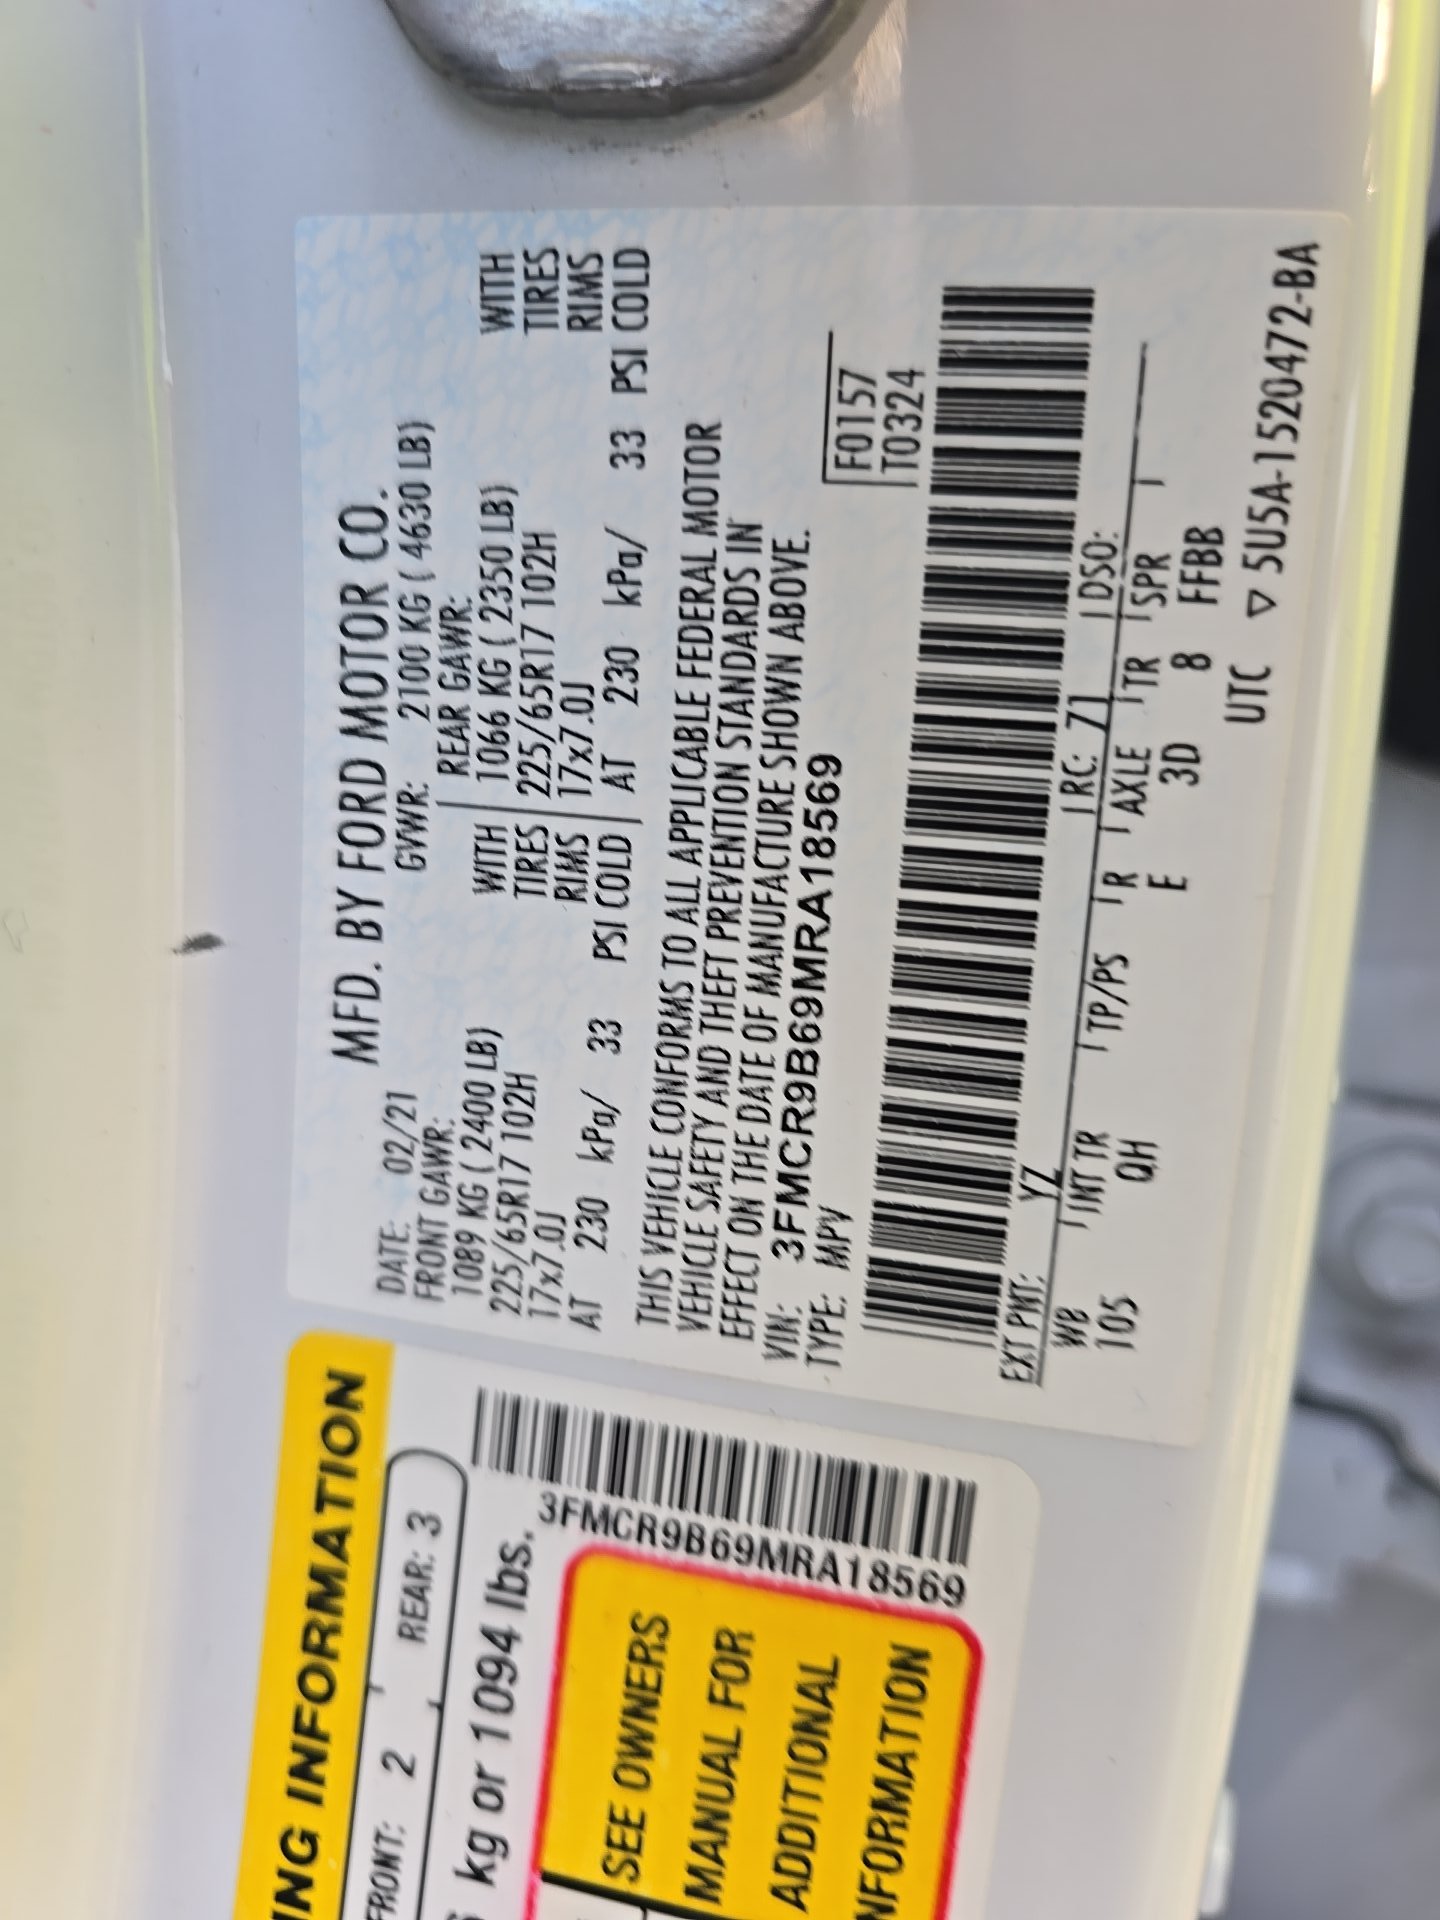 MFD. BY FORD MOTOR CO.
DATE: 02/21 GVWR: 2100 KG ( 4630 LB)
FRONT GAWR: REAR GAWR:
1089 KG ( 2400 LB) WITH 1066 KG ( 2350 LB) WITH
225/65R17 102H TIRES 225/65R17 102H TIRES
17x7.0J RIMS 17x7.0J RIMS
AT 230 kPa/ 33 PSI COLD AT 230 kPa/ 33 PSI COLD
THIS VEHICLE CONFORMS TO ALL APPLICABLE FEDERAL MOTOR
VEHICLE SAFETY AND THEFT PREVENTION STANDARDS IN
EFFECT ON THE DATE OF MANUFACTURE SHOWN ABOVE.
VIN: 3FMCR9B69MRA18569 F0157
TYPE: MPV T0324
EXT PNT: YZ RC: 71 DSO:
WB INT TR TP/PS R AXLE TR SPR
105 QH E 3D 8 FFBB
UTC ▽ 5U5A-1520472-BA
ING INFORMATION
FRONT: 2 REAR: 3
kg or 1094 lbs.
3FMCR9B69MRA18569
SEE OWNERS
MANUAL FOR
ADDITIONAL
NFORMATION